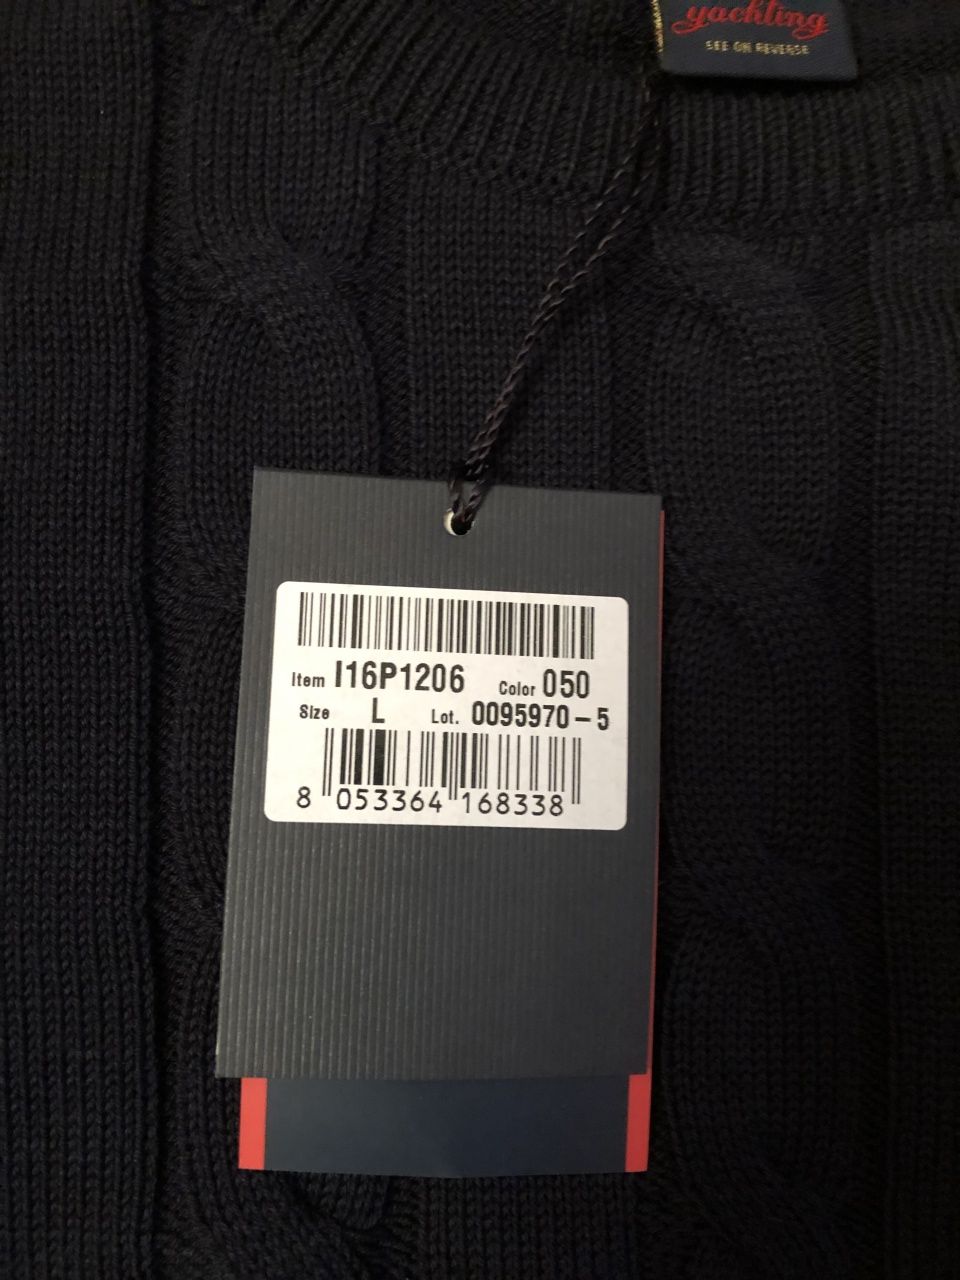 yachting
SEE ON REVERSE
Item I16P1206 Color 050
Size L Lot. 0095970-5
8 053364 168338